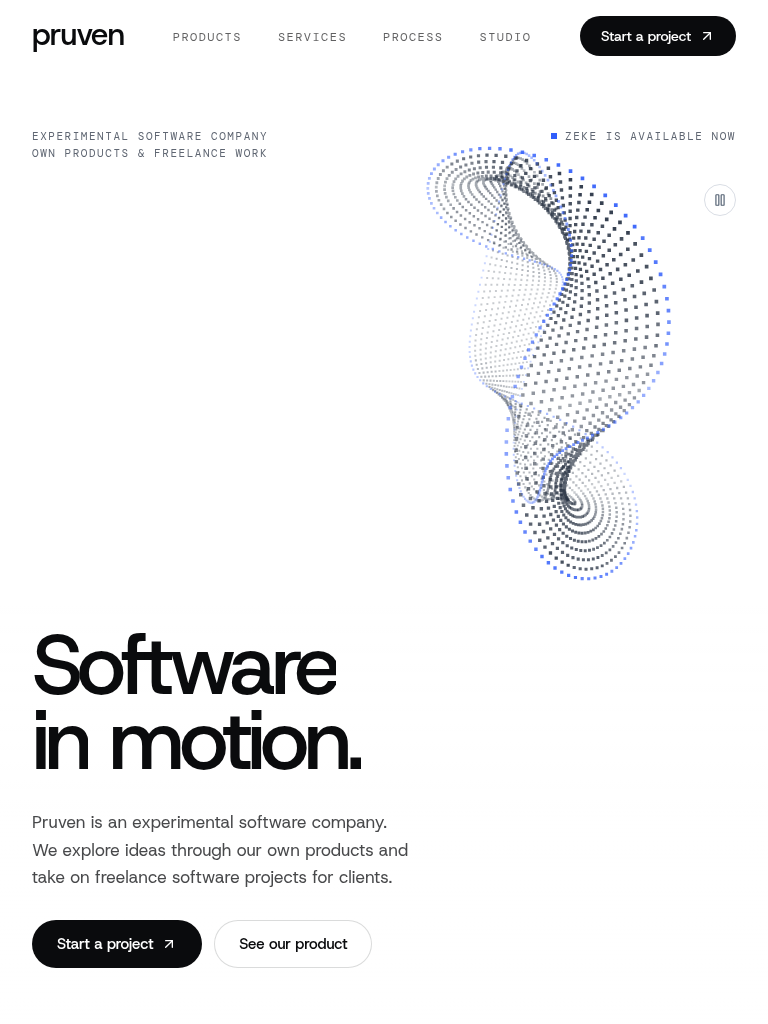 pruven
PRODUCTS
SERVICES
PROCESS
STUDIO
Start a project
EXPERIMENTAL SOFTWARE COMPANY
OWN PRODUCTS & FREELANCE WORK
ZEKE IS AVAILABLE NOW
Software
in motion.
Pruven is an experimental software company.
We explore ideas through our own products and
take on freelance software projects for clients.
Start a project
See our product